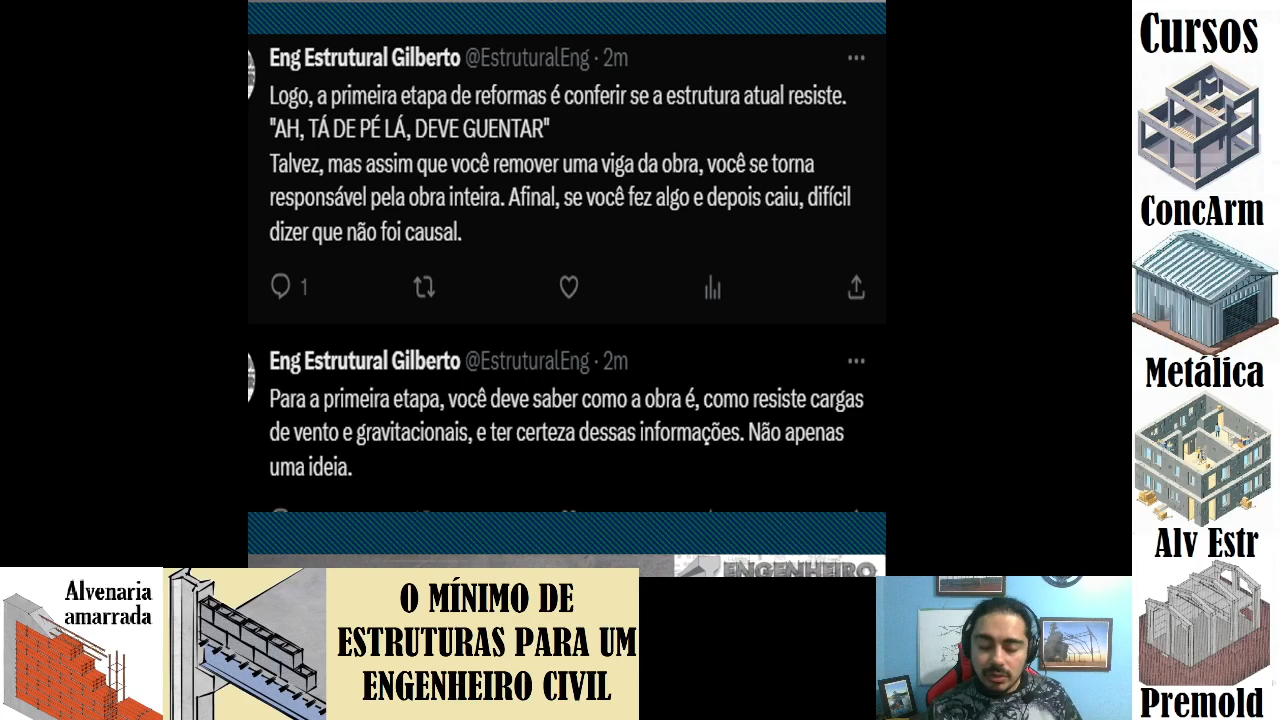 Eng Estrutural Gilberto @EstruturalEng · 2m
Logo, a primeira etapa de reformas é conferir se a estrutura atual resiste.
"AH, TÁ DE PÉ LÁ, DEVE GUENTAR"
Talvez, mas assim que você remover uma viga da obra, você se torna
responsável pela obra inteira. Afinal, se você fez algo e depois caiu, difícil
dizer que não foi causal.
1
Eng Estrutural Gilberto @EstruturalEng · 2m
Para a primeira etapa, você deve saber como a obra é, como resiste cargas
de vento e gravitacionais, e ter certeza dessas informações. Não apenas
uma ideia.
ENGENHEIRO
Alvenaria
amarrada
O MÍNIMO DE
ESTRUTURAS PARA UM
ENGENHEIRO CIVIL
Cursos
ConcArm
Metálica
Alv Estr
Premold